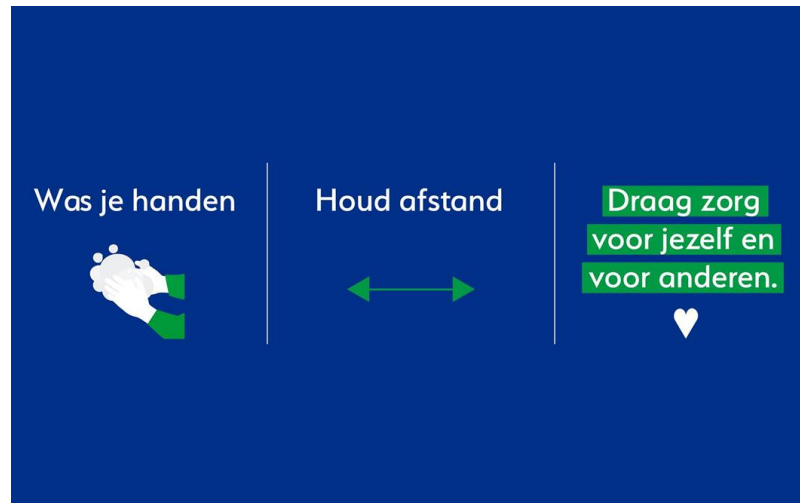 Was je handen
Houd afstand
Draag zorg
voor jezelf en
voor anderen.